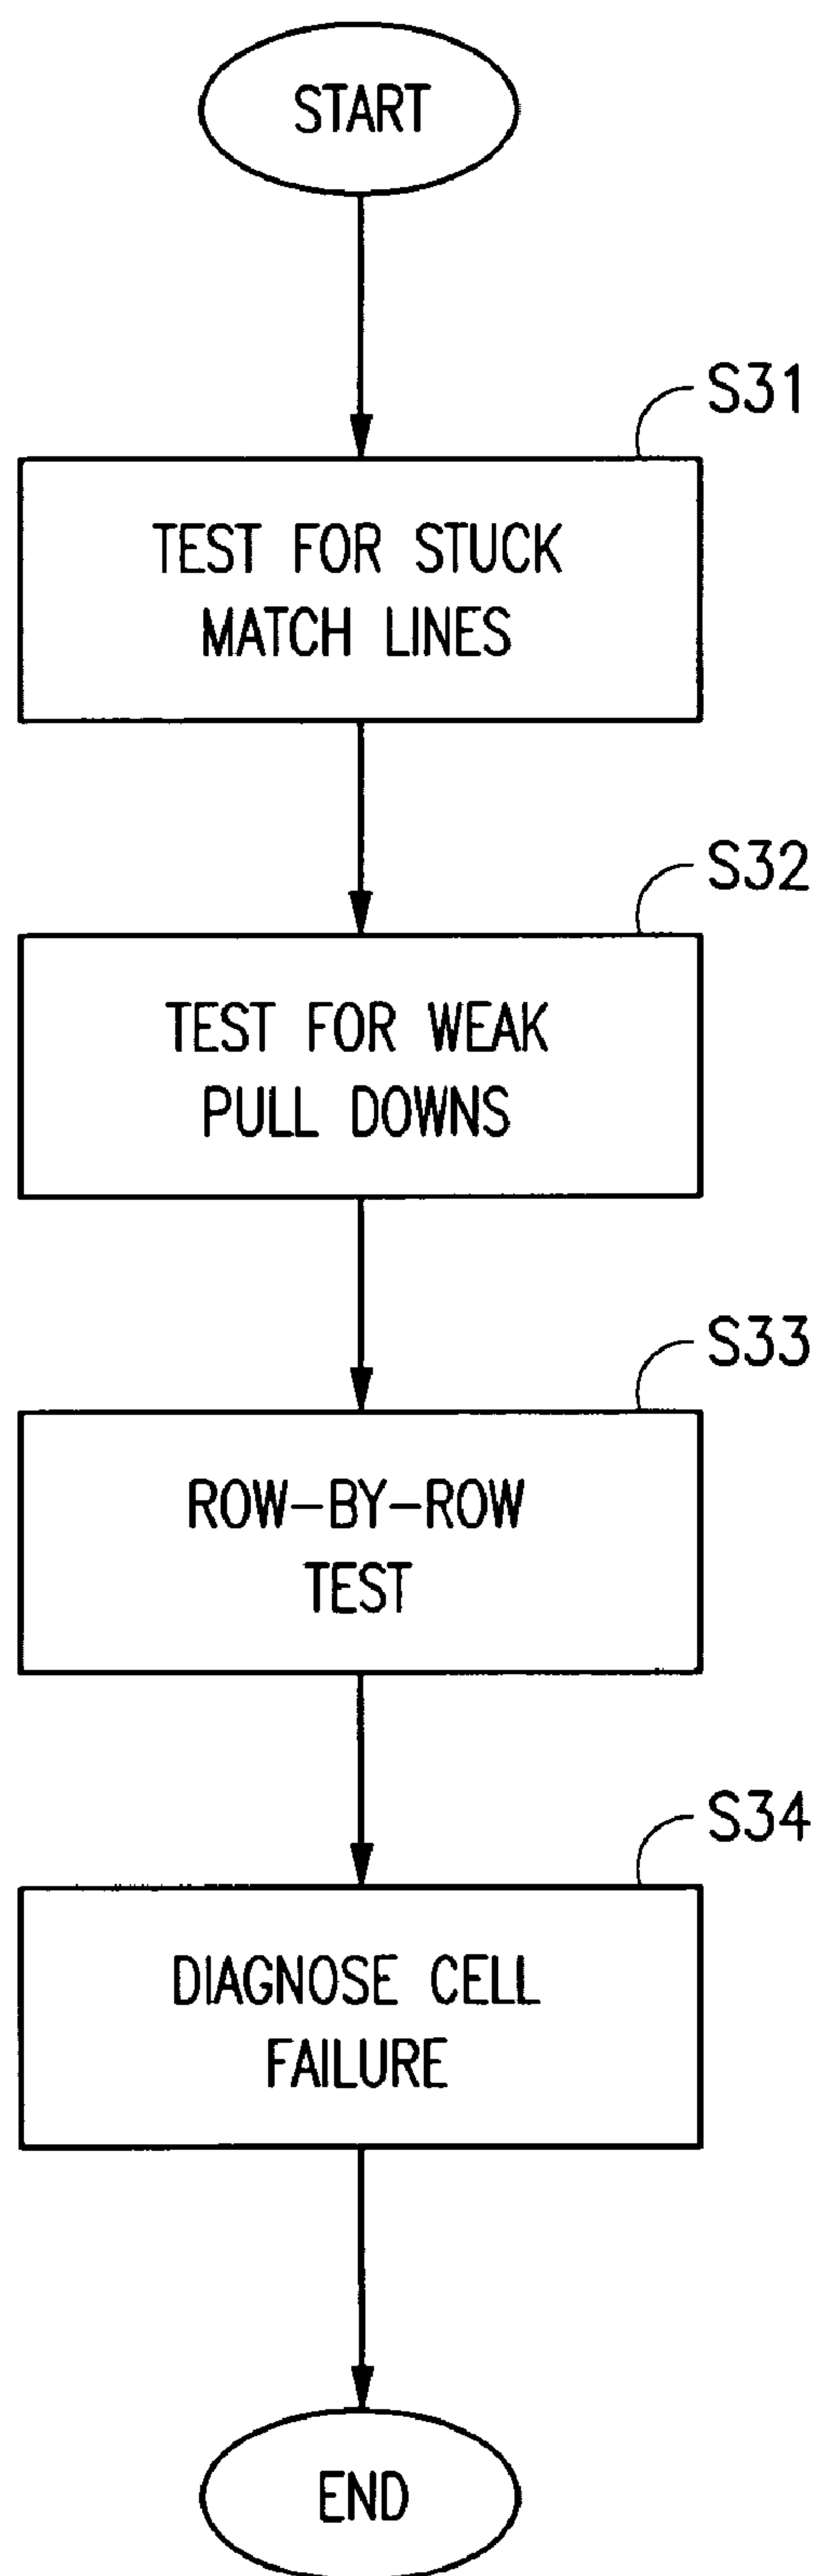 START
S31
TEST FOR STUCK
MATCH LINES
S32
TEST FOR WEAK
PULL DOWNS
S33
ROW-BY-ROW
TEST
S34
DIAGNOSE CELL
FAILURE
END